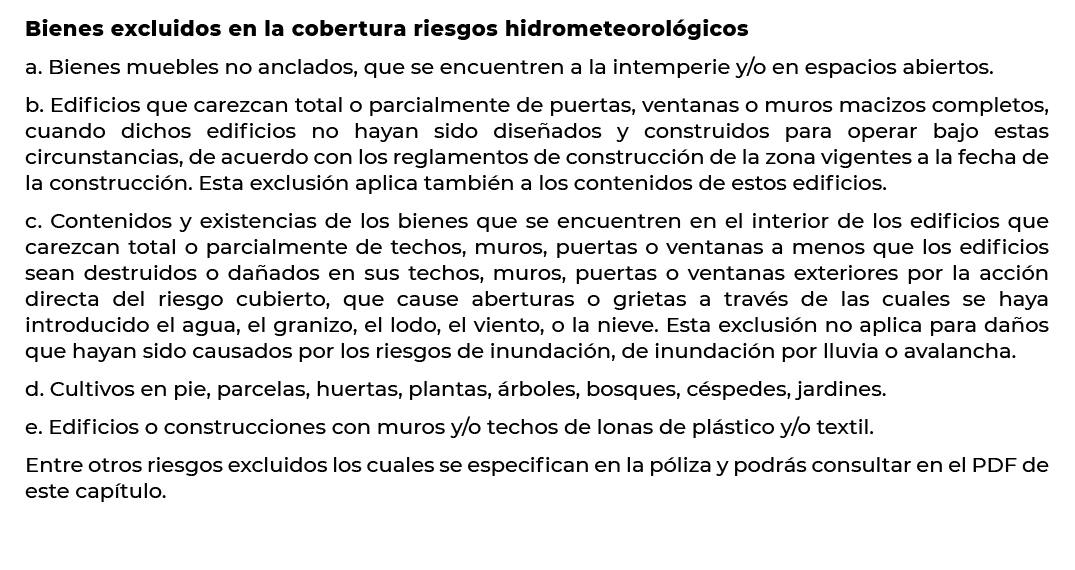 Bienes excluidos en la cobertura riesgos hidrometeorológicos
a. Bienes muebles no anclados, que se encuentren a la intemperie y/o en espacios abiertos.
b. Edificios que carezcan total o parcialmente de puertas, ventanas o muros macizos completos,
cuando dichos edificios no hayan sido diseñados y construidos para operar bajo estas
circunstancias, de acuerdo con los reglamentos de construcción de la zona vigentes a la fecha de
la construcción. Esta exclusión aplica también a los contenidos de estos edificios.
c. Contenidos y existencias de los bienes que se encuentren en el interior de los edificios que
carezcan total o parcialmente de techos, muros, puertas o ventanas a menos que los edificios
sean destruidos o dañados en sus techos, muros, puertas o ventanas exteriores por la acción
directa del riesgo cubierto, que cause aberturas o grietas a través de las cuales se haya
introducido el agua, el granizo, el lodo, el viento, o la nieve. Esta exclusión no aplica para daños
que hayan sido causados por los riesgos de inundación, de inundación por lluvia o avalancha.
d. Cultivos en pie, parcelas, huertas, plantas, árboles, bosques, céspedes, jardines.
e. Edificios o construcciones con muros y/o techos de lonas de plástico y/o textil.
Entre otros riesgos excluidos los cuales se especifican en la póliza y podrás consultar en el PDF de
este capítulo.